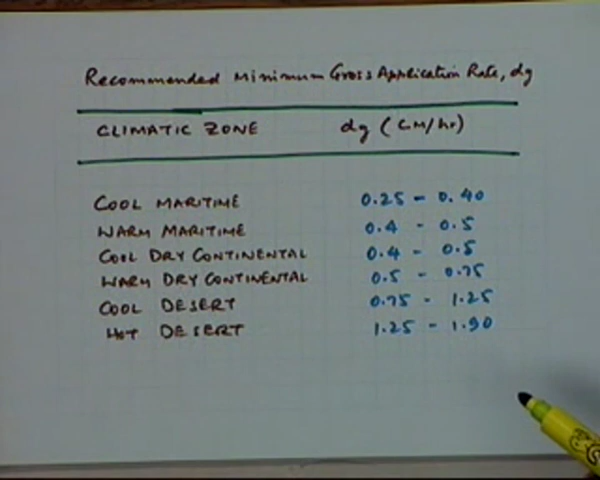 Recommended Minimum Gross Application Rate, dg
CLIMATIC ZONE dg (CM/hr)
COOL MARITIME 0.25 - 0.40
WARM MARITIME 0.4 - 0.5
COOL DRY CONTINENTAL 0.4 - 0.5
WARM DRY CONTINENTAL 0.5 - 0.75
COOL DESERT 0.75 - 1.25
HOT DESERT 1.25 - 1.90